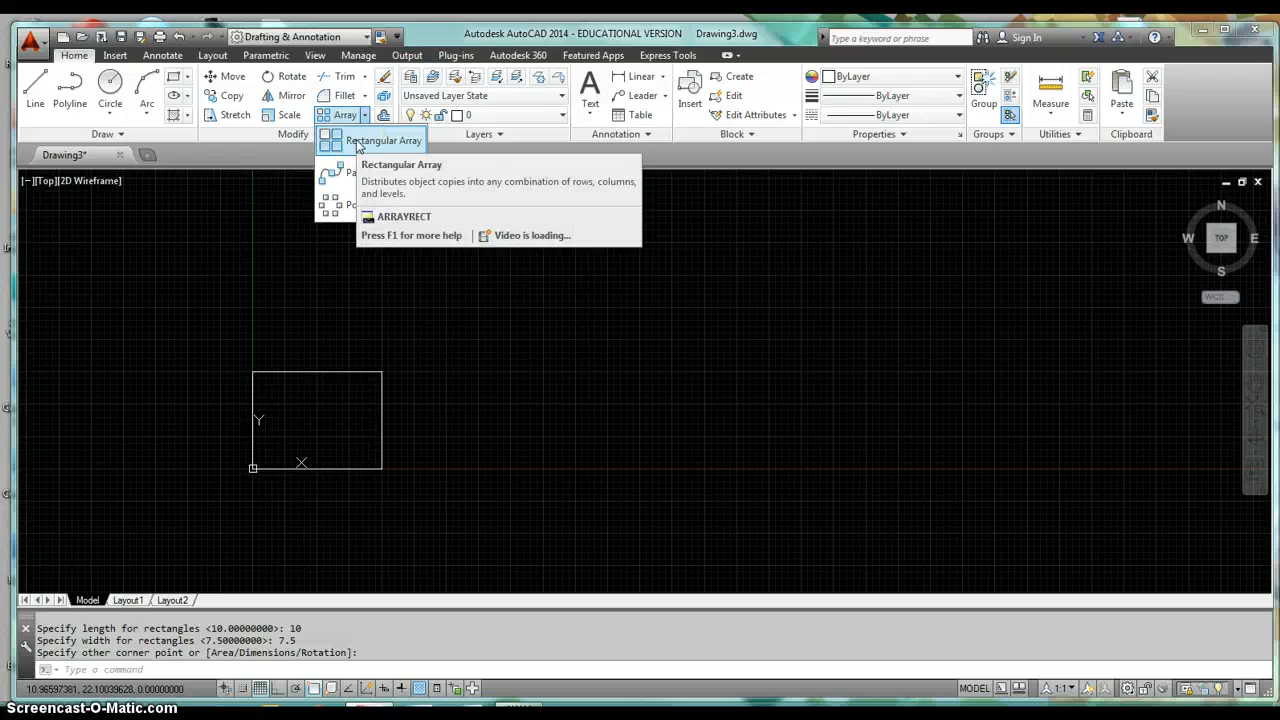 Drafting & Annotation
Autodesk AutoCAD 2014 - EDUCATIONAL VERSION Drawing3.dwg
Type a keyword or phrase
Sign In
Home Insert Annotate Layout Parametric View Manage Output Plug-ins Autodesk 360 Featured Apps Express Tools
Line Polyline Circle Arc
Move Rotate Trim
Copy Mirror Fillet
Stretch Scale Array
Unsaved Layer State
0
Text
Linear
Leader
Table
Insert
Create
Edit
Edit Attributes
ByLayer
ByLayer
ByLayer
Group
Measure
Paste
Draw Modify Layers Annotation Block Properties Groups Utilities Clipboard
Drawing3*
Rectangular Array
Pa
Po
Rectangular Array
Distributes object copies into any combination of rows, columns,
and levels.
ARRAYRECT
Press F1 for more help Video is loading...
[−][Top][2D Wireframe]
N
W TOP E
S
WCS
Y
X
Model Layout1 Layout2
Specify length for rectangles <10.00000000>: 10
Specify width for rectangles <7.50000000>: 7.5
Specify other corner point or [Area/Dimensions/Rotation]:
Type a command
10.96597381, 22.10039628, 0.00000000
MODEL
1:1
Screencast-O-Matic.com